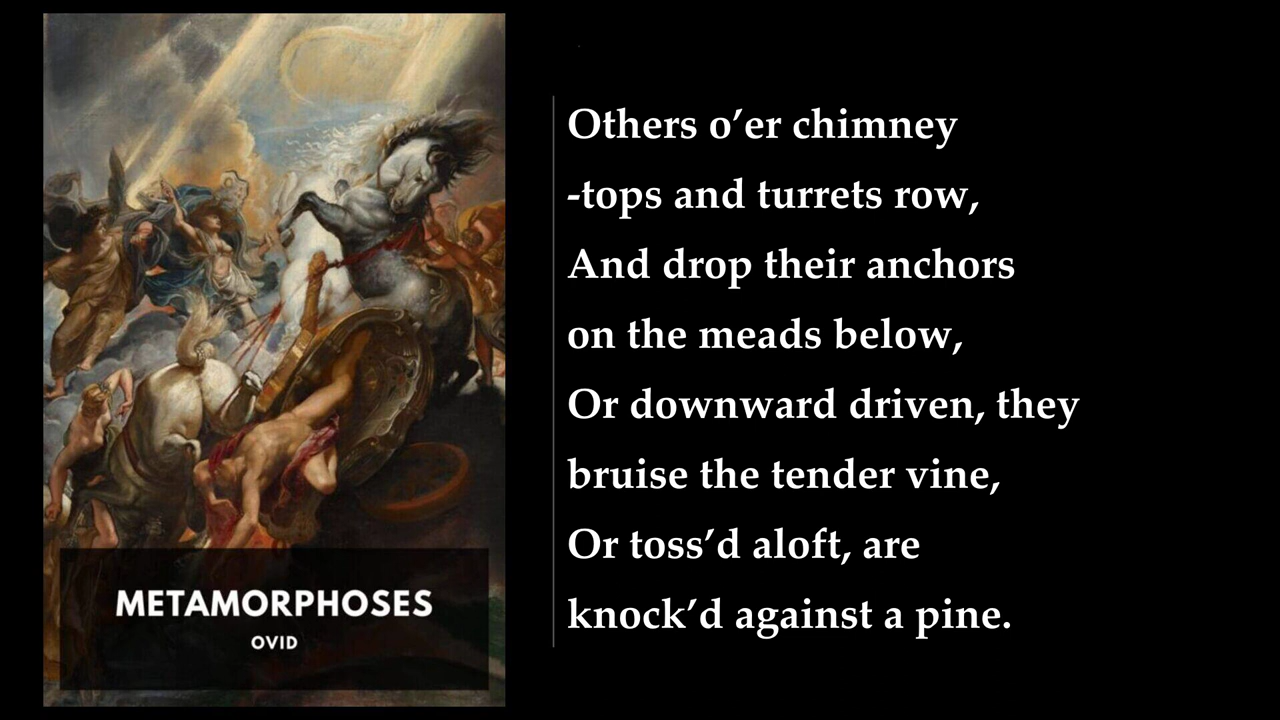 METAMORPHOSES
OVID
Others o’er chimney
-tops and turrets row,
And drop their anchors
on the meads below,
Or downward driven, they
bruise the tender vine,
Or toss’d aloft, are
knock’d against a pine.